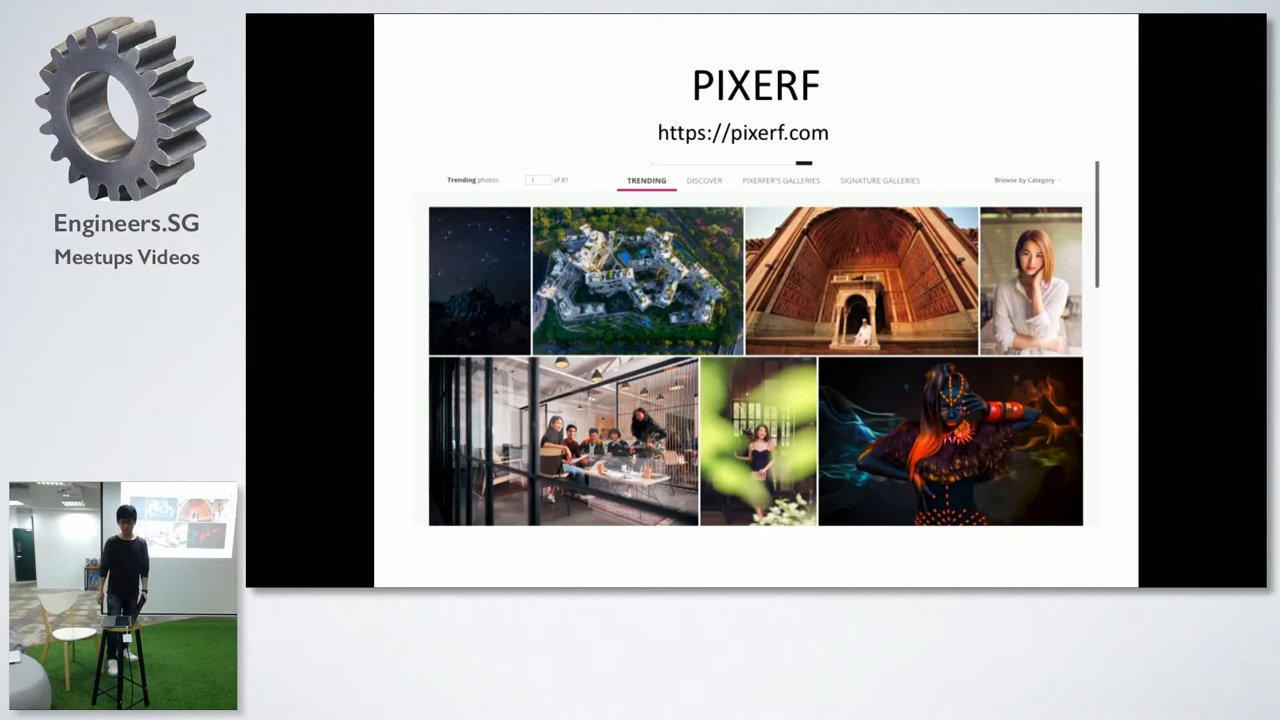 Engineers.SG
Meetups Videos
PIXERF
https://pixerf.com
Trending photos 1 of 81 TRENDING DISCOVER PIXERFER'S GALLERIES SIGNATURE GALLERIES Browse by Category